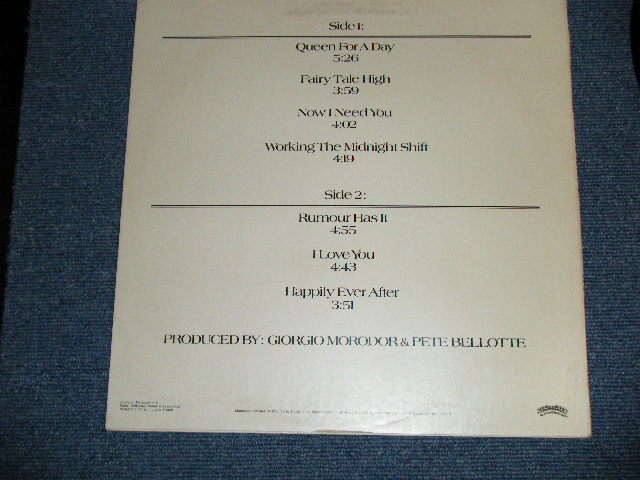 Side 1:
Queen For A Day
5:26
Fairy Tale High
3:59
Now I Need You
4:02
Working The Midnight Shift
4:19
Side 2:
Rumour Has It
4:55
I Love You
4:43
Happily Ever After
3:51
PRODUCED BY: GIORGIO MORODOR & PETE BELLOTTE